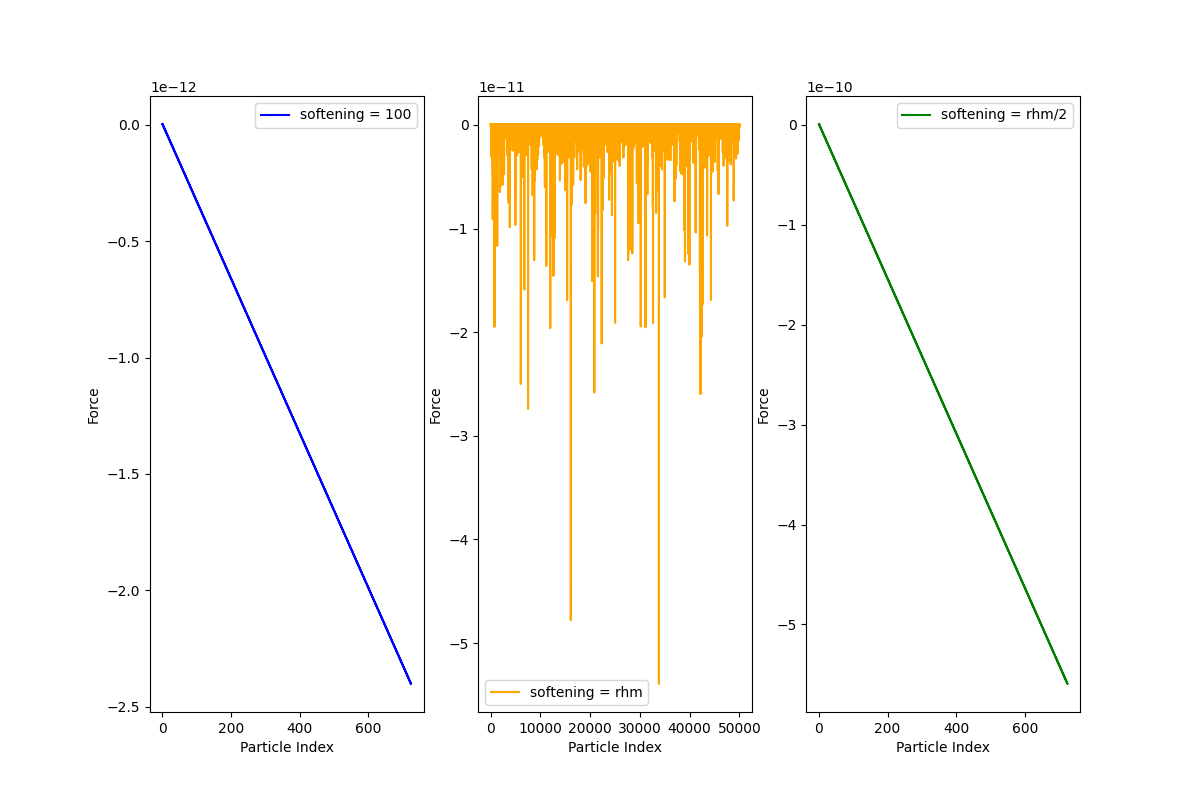 1e−12
softening = 100
0.0
−0.5
−1.0
−1.5
−2.0
−2.5
Force
0
200
400
600
Particle Index
1e−11
0
−1
−2
−3
−4
−5
Force
softening = rhm
0
10000
20000
30000
40000
50000
Particle Index
1e−10
softening = rhm/2
0
−1
−2
−3
−4
−5
Force
0
200
400
600
Particle Index